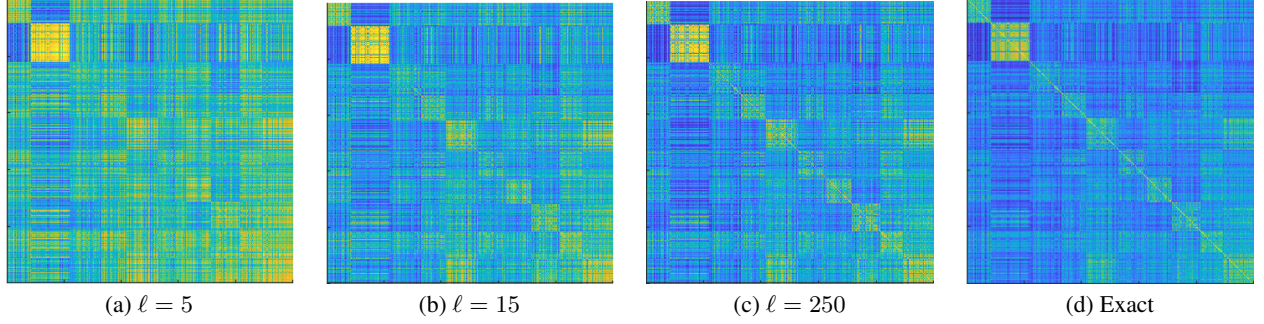 (a) ℓ = 5
(b) ℓ = 15
(c) ℓ = 250
(d) Exact